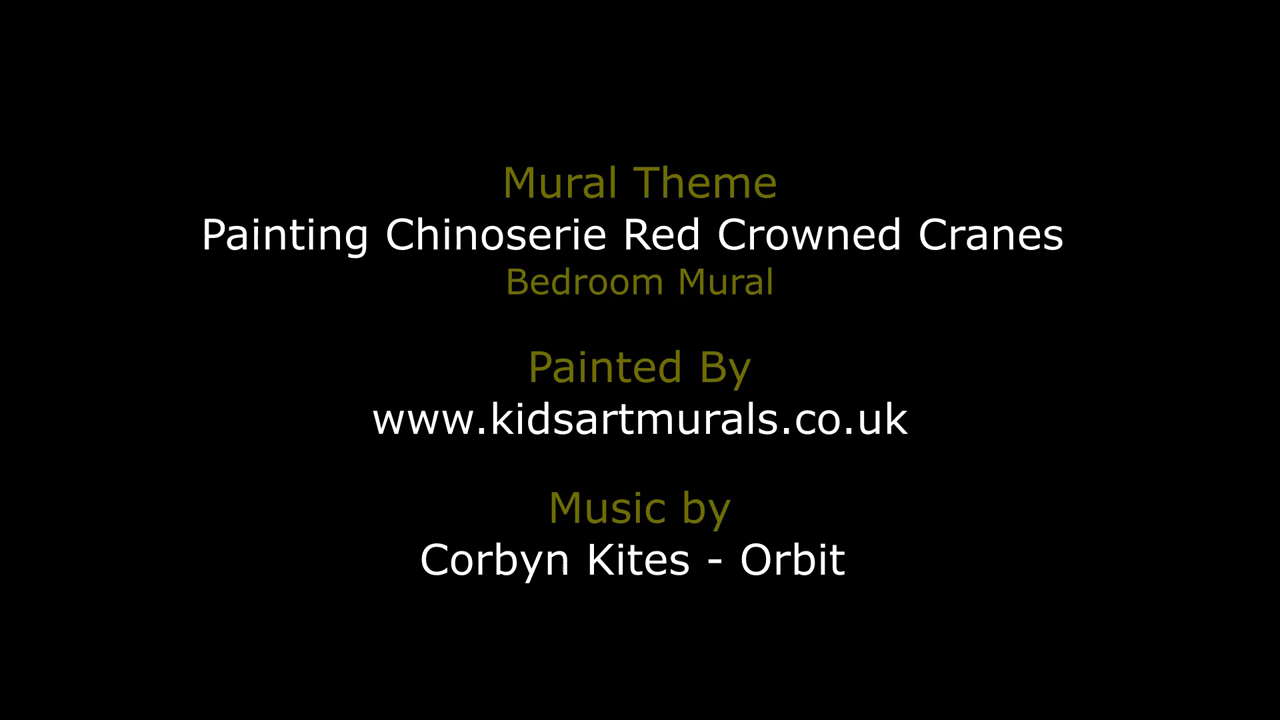 Mural Theme
Painting Chinoserie Red Crowned Cranes
Bedroom Mural
Painted By
www.kidsartmurals.co.uk
Music by
Corbyn Kites - Orbit